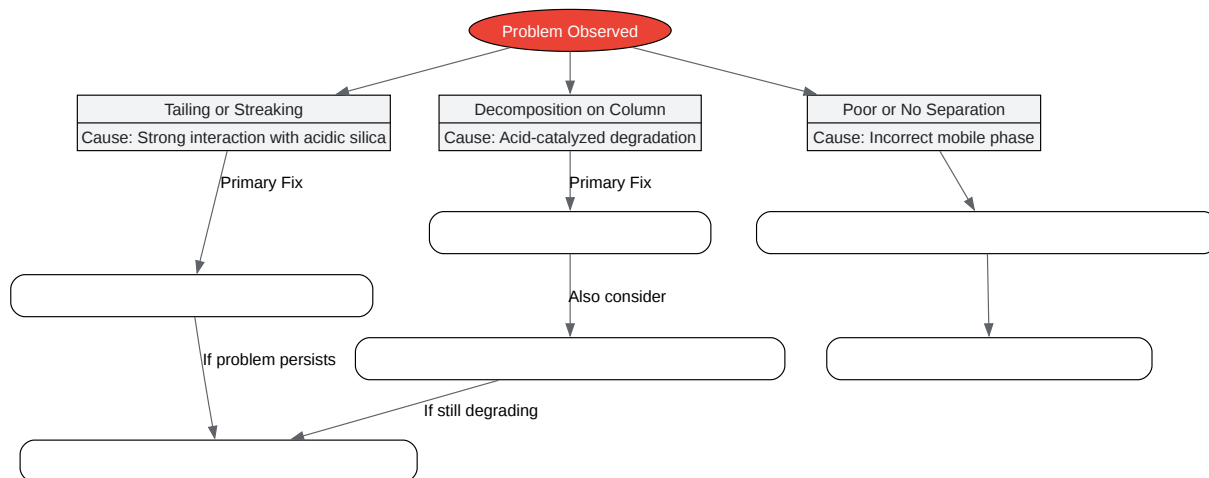 Problem Observed
Tailing or Streaking
Cause: Strong interaction with acidic silica
Decomposition on Column
Cause: Acid-catalyzed degradation
Poor or No Separation
Cause: Incorrect mobile phase
Primary Fix
Primary Fix
Also consider
If problem persists
If still degrading